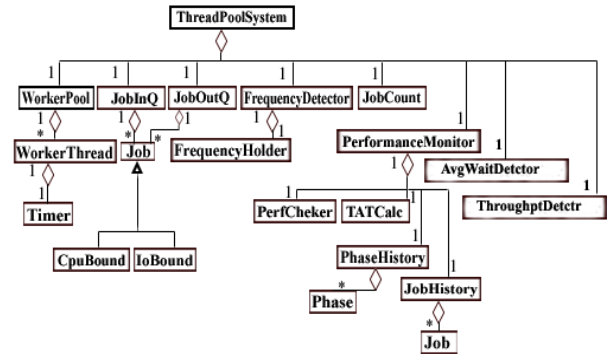 ThreadPoolSystem
1 1 1 1 1
WorkerPool JobInQ JobOutQ FrequencyDetector JobCount
1 1 1 1 1 1 1
* * * 1
WorkerThread Job FrequencyHolder PerformanceMonitor
1 1
AvgWaitDetctor
1 ThroughptDetctr
Timer
1 1 1
PerfCheker TATCalc
CpuBound IoBound
1
PhaseHistory
1
* Phase
JobHistory
*
Job